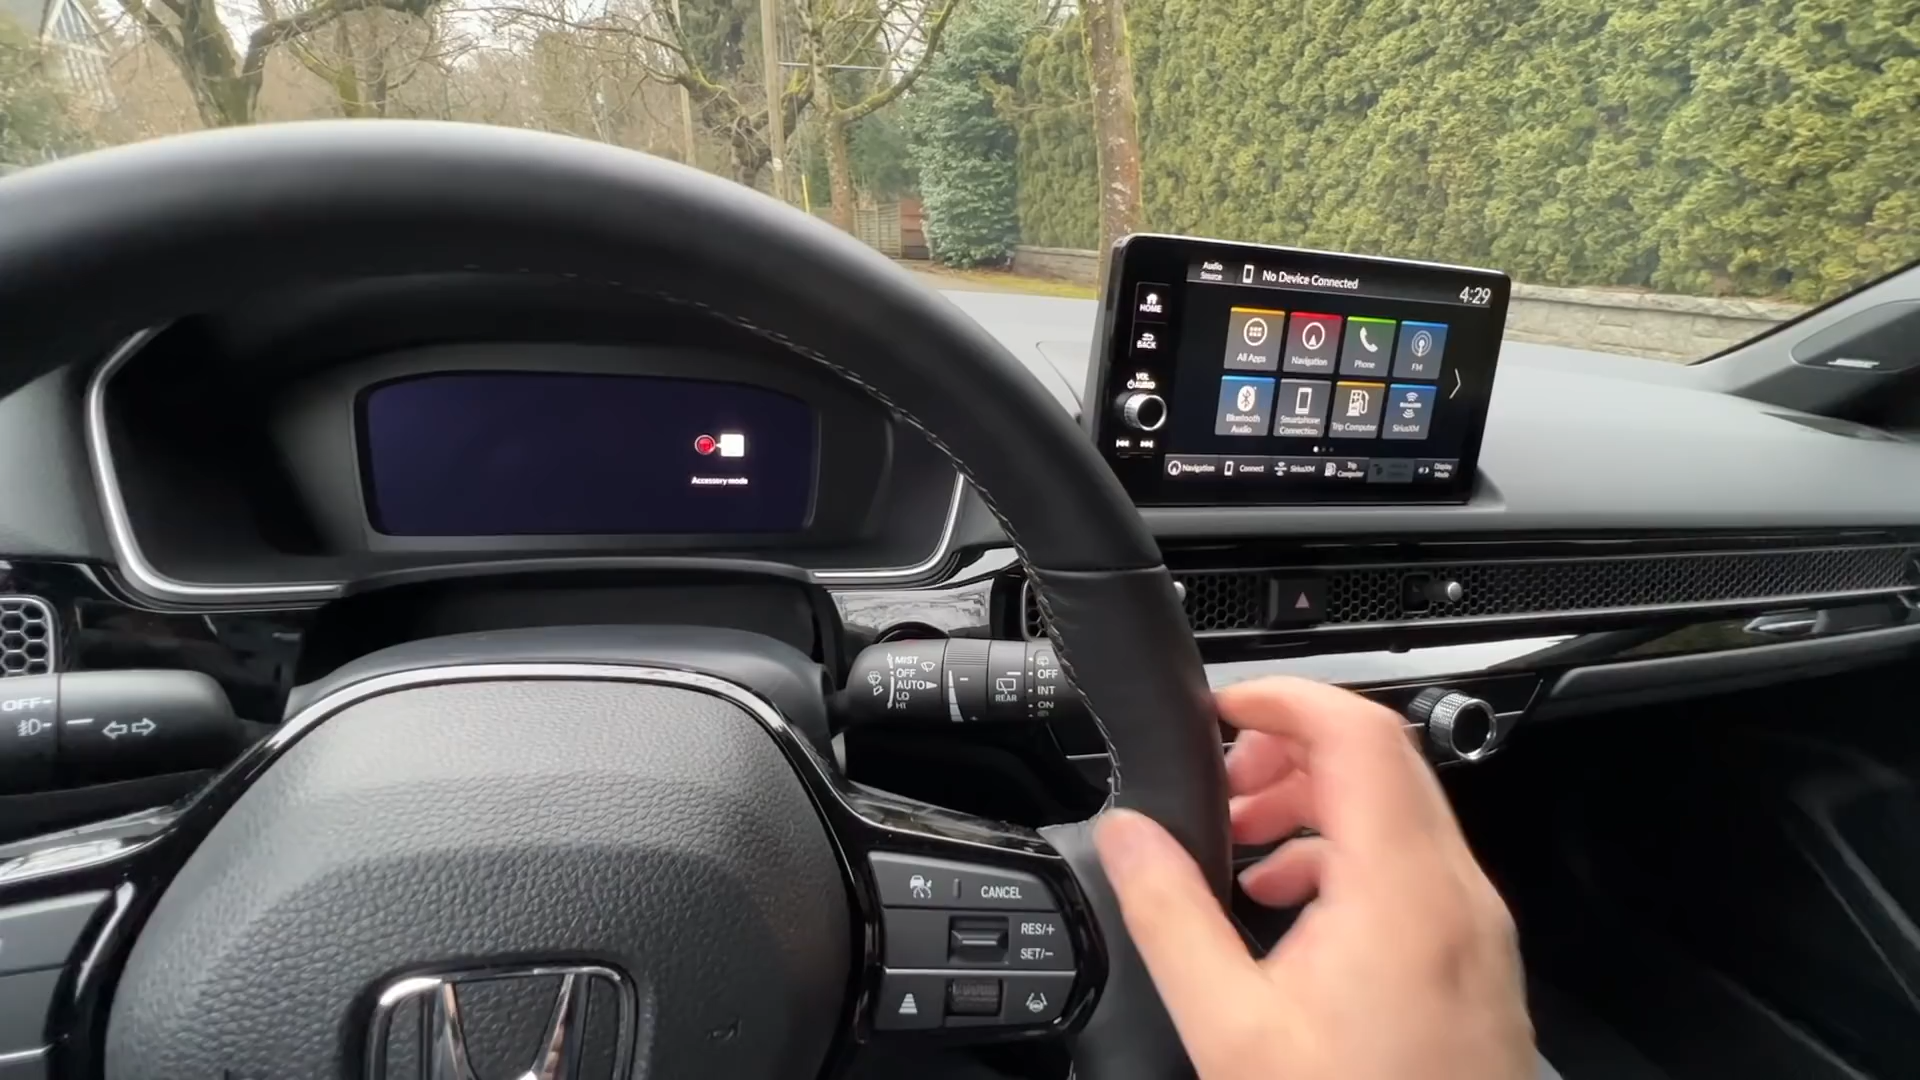 Audio
Source
No Device Connected
4:29
HOME
BACK
VOL
AUDIO
All Apps
Navigation
Phone
FM
Bluetooth
Audio
Smartphone
Connection
Trip Computer
SiriusXM
Navigation
Connect
SiriusXM
Trip
Computer
Display
Mode
Accessory mode
MIST
OFF
AUTO
LO
HI
REAR
OFF
INT
ON
OFF
CANCEL
RES/+
SET/-